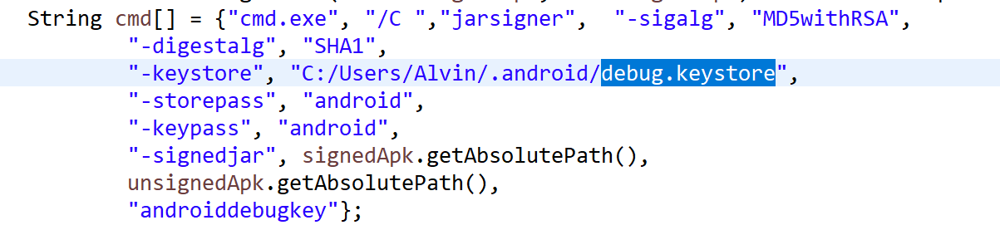 String cmd[] = {"cmd.exe", "/C ","jarsigner",  "-sigalg", "MD5withRSA",
"-digestalg", "SHA1",
"-keystore", "C:/Users/Alvin/.android/debug.keystore",
"-storepass", "android",
"-keypass", "android",
"-signedjar", signedApk.getAbsolutePath(),
unsignedApk.getAbsolutePath(),
"androiddebugkey"};